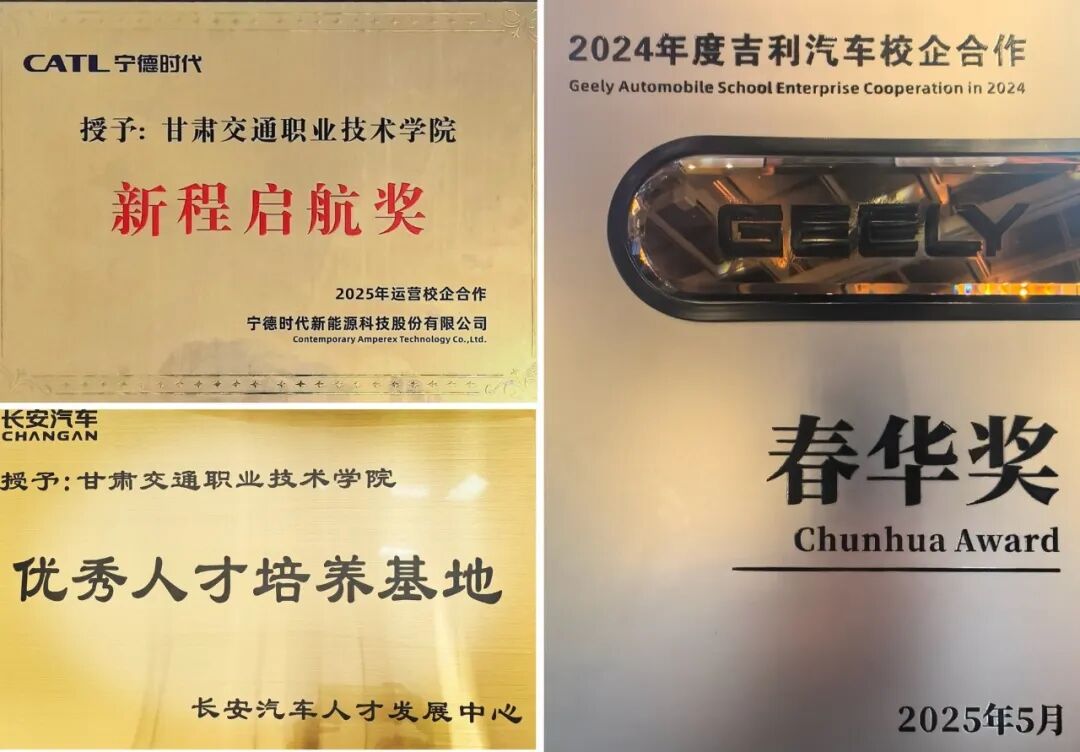 CATL 宁德时代
授予: 甘肃交通职业技术学院
新程启航奖
2025年运营校企合作
宁德时代新能源科技股份有限公司
Contemporary Amperex Technology Co.,Ltd.
长安汽车
CHANGAN
授予: 甘肃交通职业技术学院
优秀人才培养基地
长安汽车人才发展中心
2024年度吉利汽车校企合作
Geely Automobile School Enterprise Cooperation in 2024
GEELY
春华奖
Chunhua Award
2025年5月